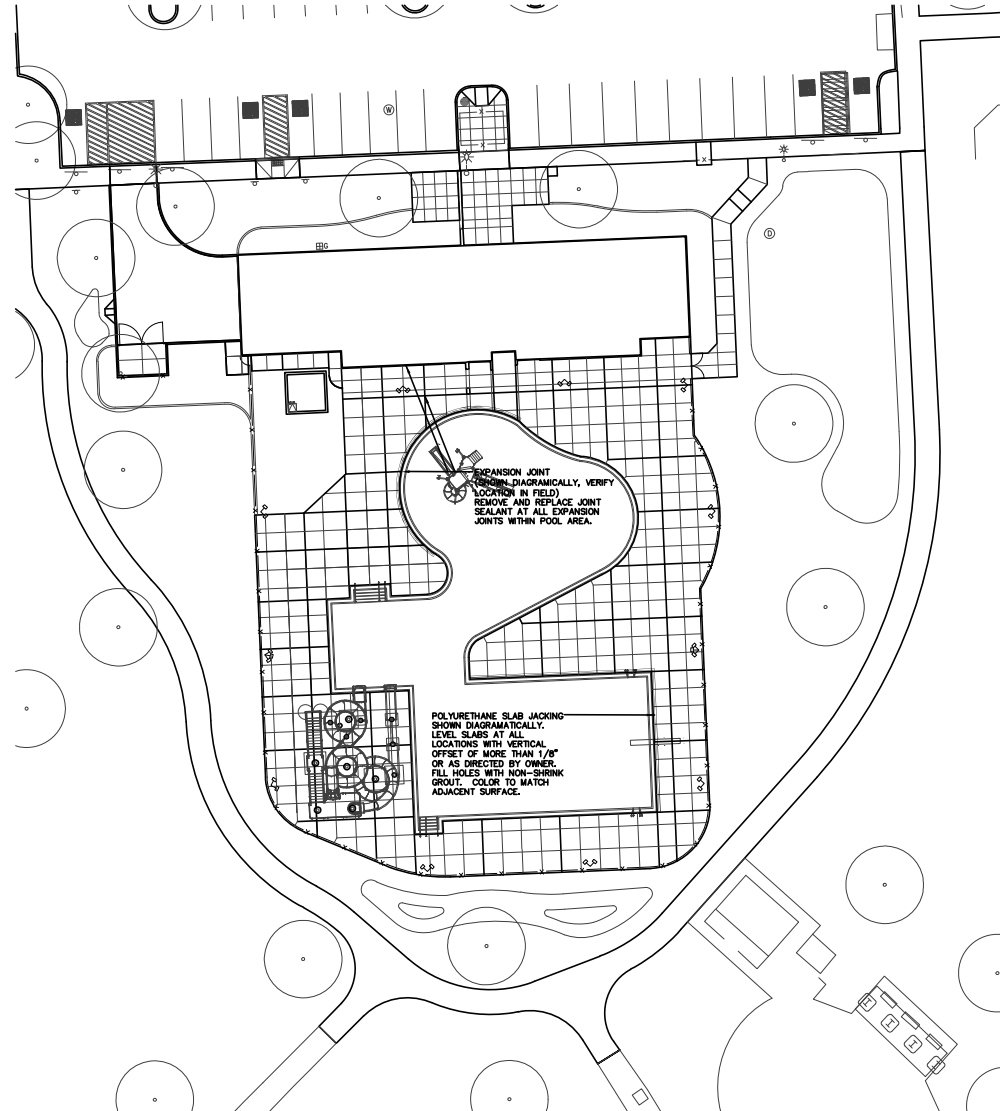 W
D
G
EXPANSION JOINT
(SHOWN DIAGRAMICALLY, VERIFY
LOCATION IN FIELD)
REMOVE AND REPLACE JOINT
SEALANT AT ALL EXPANSION
JOINTS WITHIN POOL AREA.
POLYURETHANE SLAB JACKING
SHOWN DIAGRAMATICALLY.
LEVEL SLABS AT ALL
LOCATIONS WITH VERTICAL
OFFSET OF MORE THAN 1/8"
OR AS DIRECTED BY OWNER.
FILL HOLES WITH NON-SHRINK
GROUT. COLOR TO MATCH
ADJACENT SURFACE.